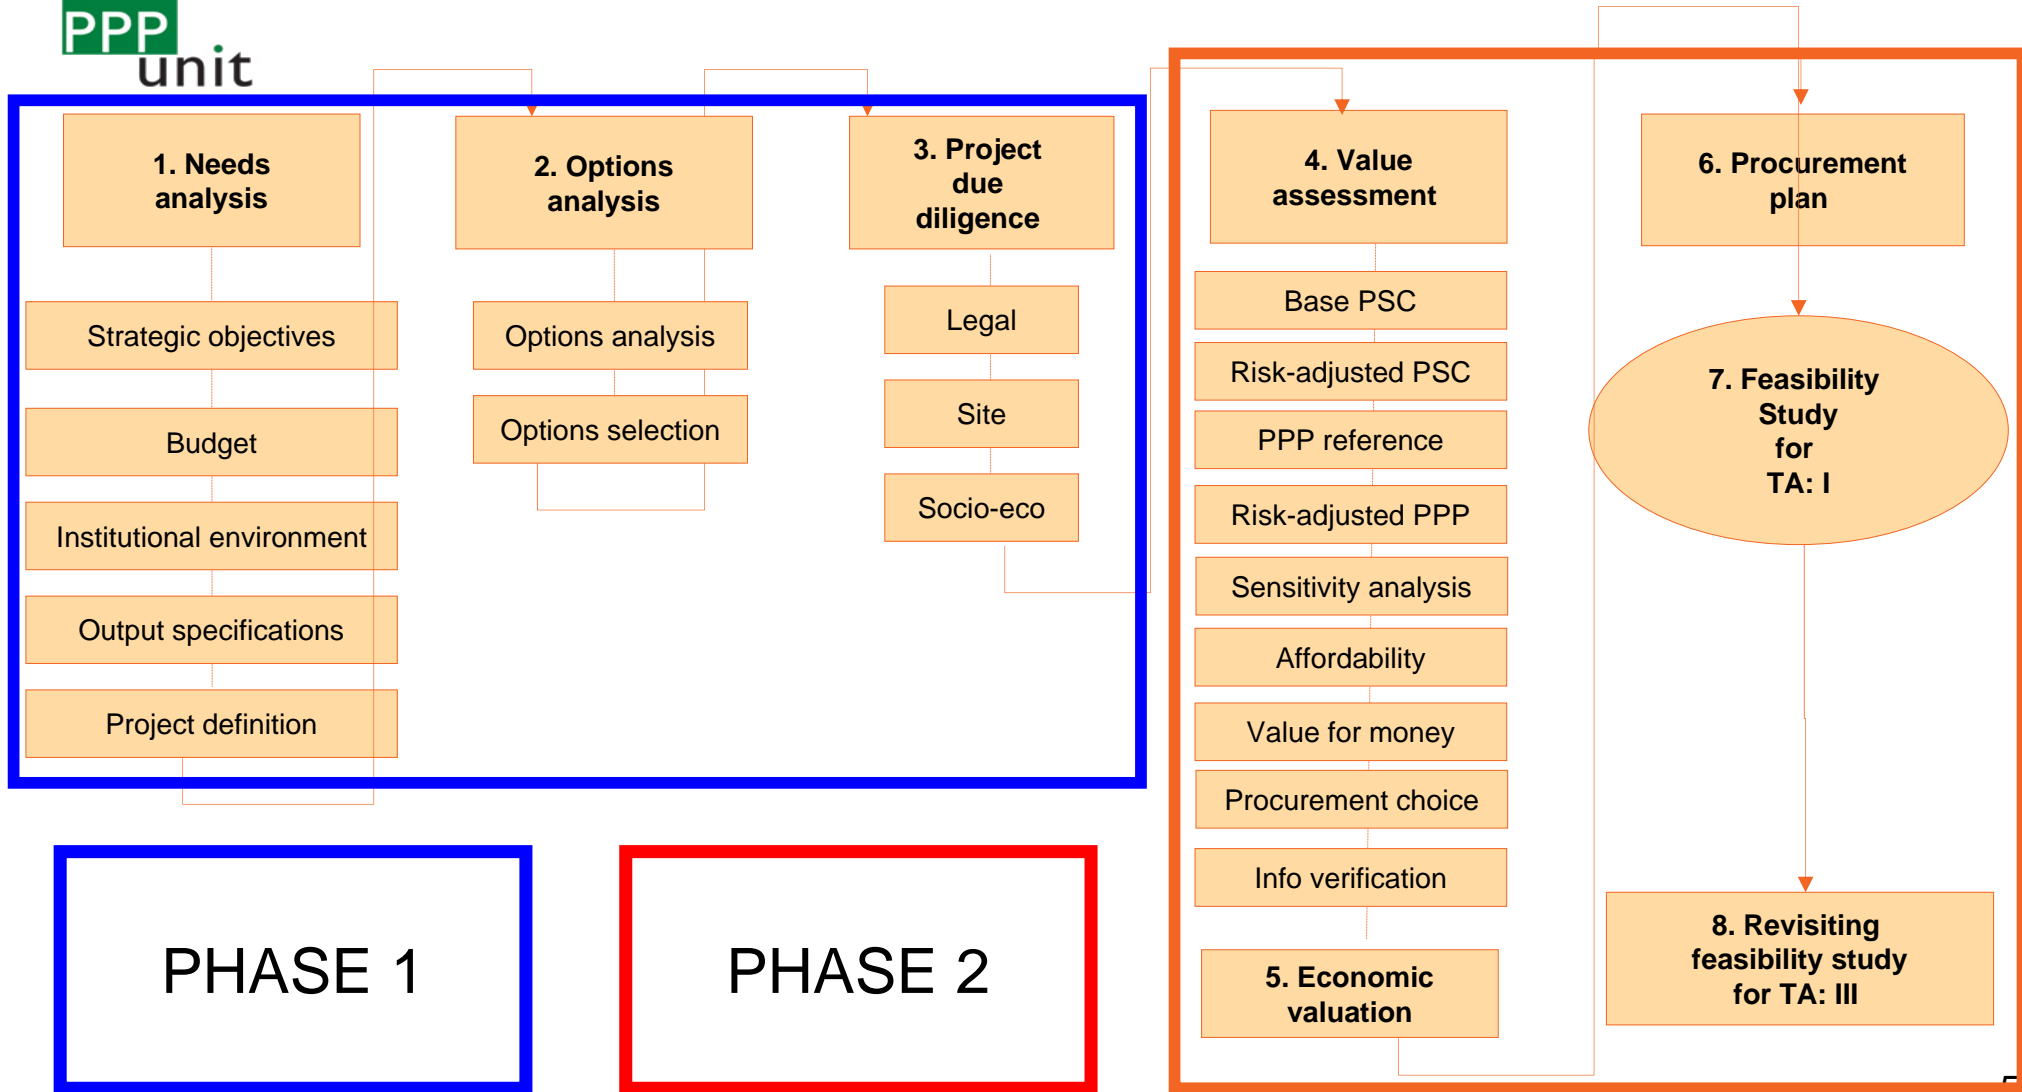 PPP
unit
1. Needs
analysis
Strategic objectives
Budget
Institutional environment
Output specifications
Project definition
2. Options
analysis
Options analysis
Options selection
3. Project
due
diligence
Legal
Site
Socio-eco
4. Value
assessment
Base PSC
Risk-adjusted PSC
PPP reference
Risk-adjusted PPP
Sensitivity analysis
Affordability
Value for money
Procurement choice
Info verification
5. Economic
valuation
6. Procurement
plan
7. Feasibility
Study
for
TA: I
8. Revisiting
feasibility study
for TA: III
PHASE 1
PHASE 2